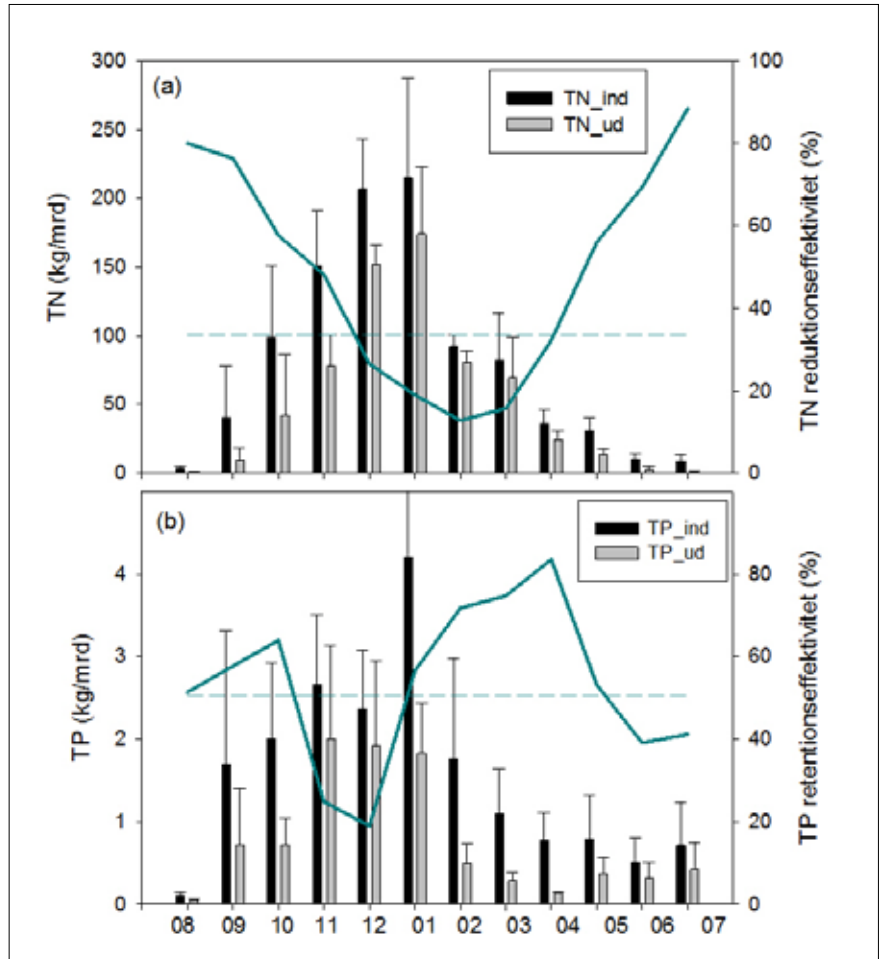 300
250
200
150
100
50
0
TN (kg/mrd)
(a)
TN_ind
TN_ud
100
80
60
40
20
0
TN reduktionseffektivitet (%)
4
3
2
1
0
TP (kg/mrd)
(b)
TP_ind
TP_ud
80
60
40
20
0
TP retentionseffektivitet (%)
08 09 10 11 12 01 02 03 04 05 06 07